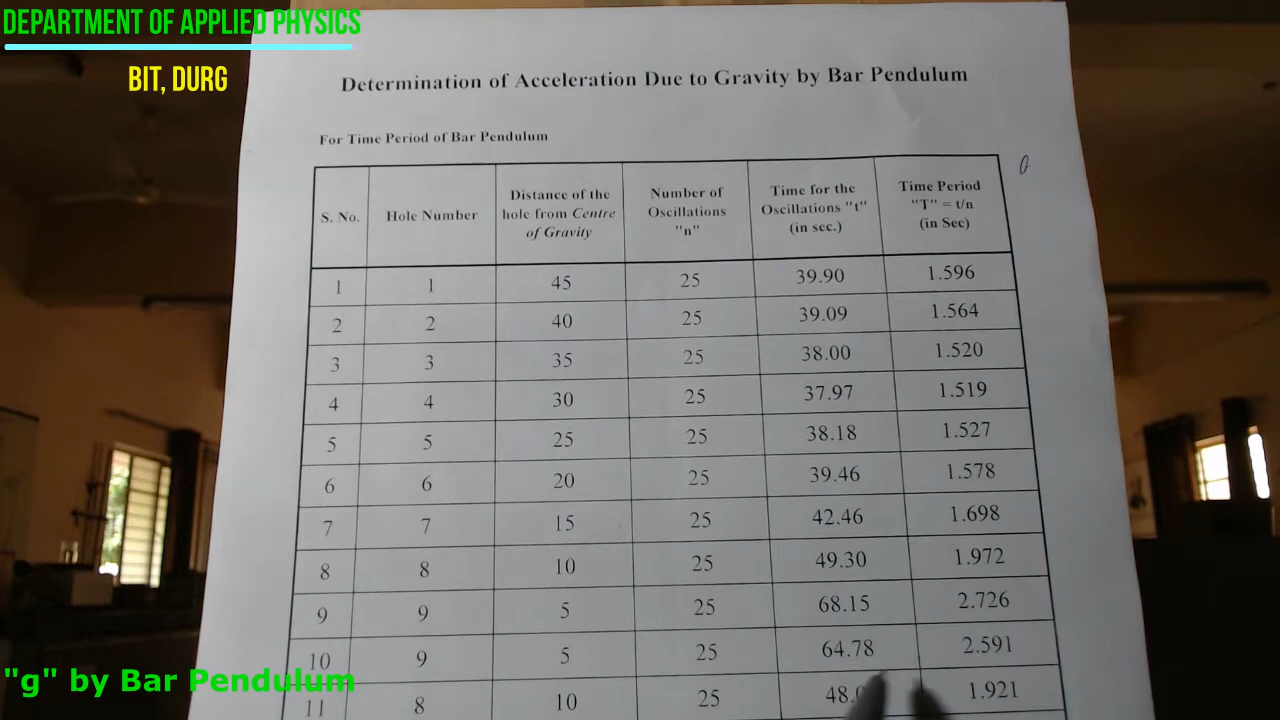 DEPARTMENT OF APPLIED PHYSICS
BIT, DURG
Determination of Acceleration Due to Gravity by Bar Pendulum
For Time Period of Bar Pendulum
S. No. Hole Number Distance of the hole from Centre of Gravity Number of Oscillations "n" Time for the Oscillations "t" (in sec.) Time Period "T" = t/n (in Sec)
1 1 45 25 39.90 1.596
2 2 40 25 39.09 1.564
3 3 35 25 38.00 1.520
4 4 30 25 37.97 1.519
5 5 25 25 38.18 1.527
6 6 20 25 39.46 1.578
7 7 15 25 42.46 1.698
8 8 10 25 49.30 1.972
9 9 5 25 68.15 2.726
10 9 5 25 64.78 2.591
11 8 10 25 1.921
"g" by Bar Pendulum